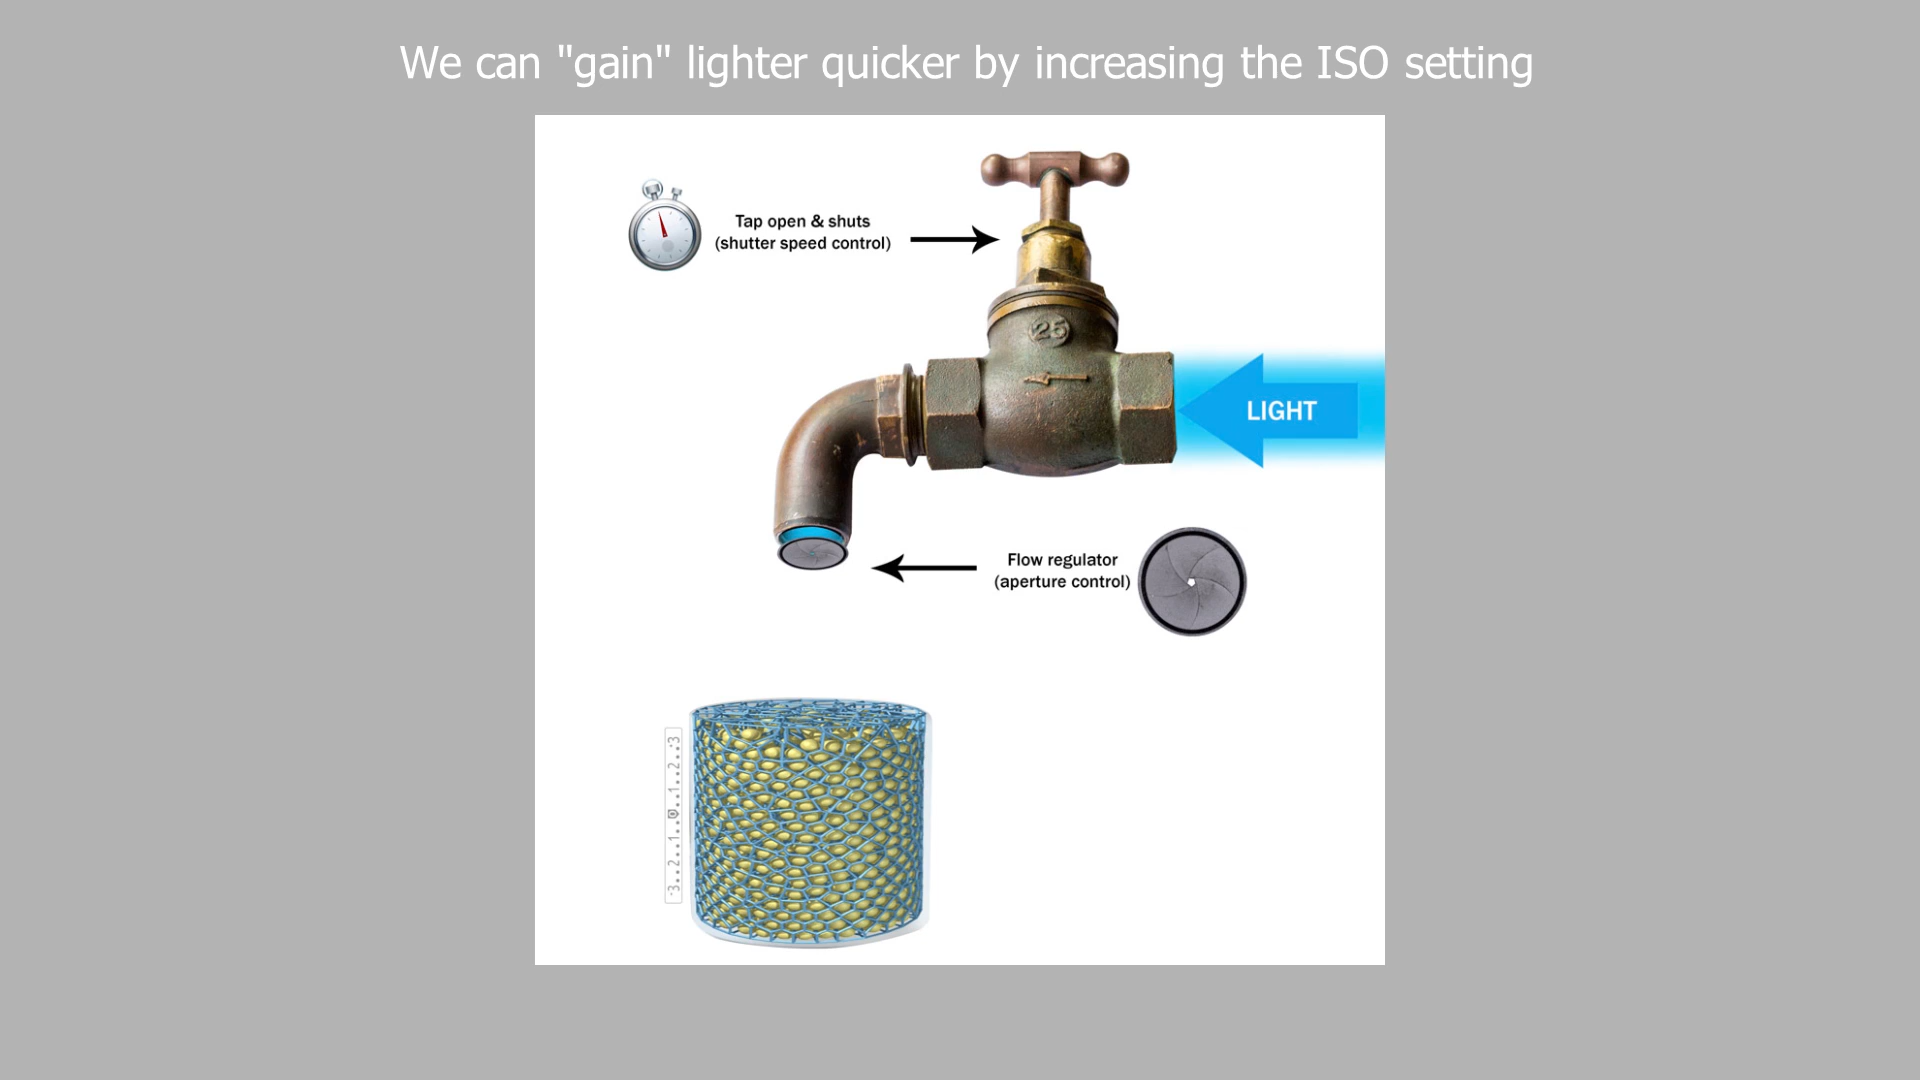 We can "gain" lighter quicker by increasing the ISO setting
Tap open & shuts
(shutter speed control)
25
LIGHT
Flow regulator
(aperture control)
-3..2..1..0..1..2..3